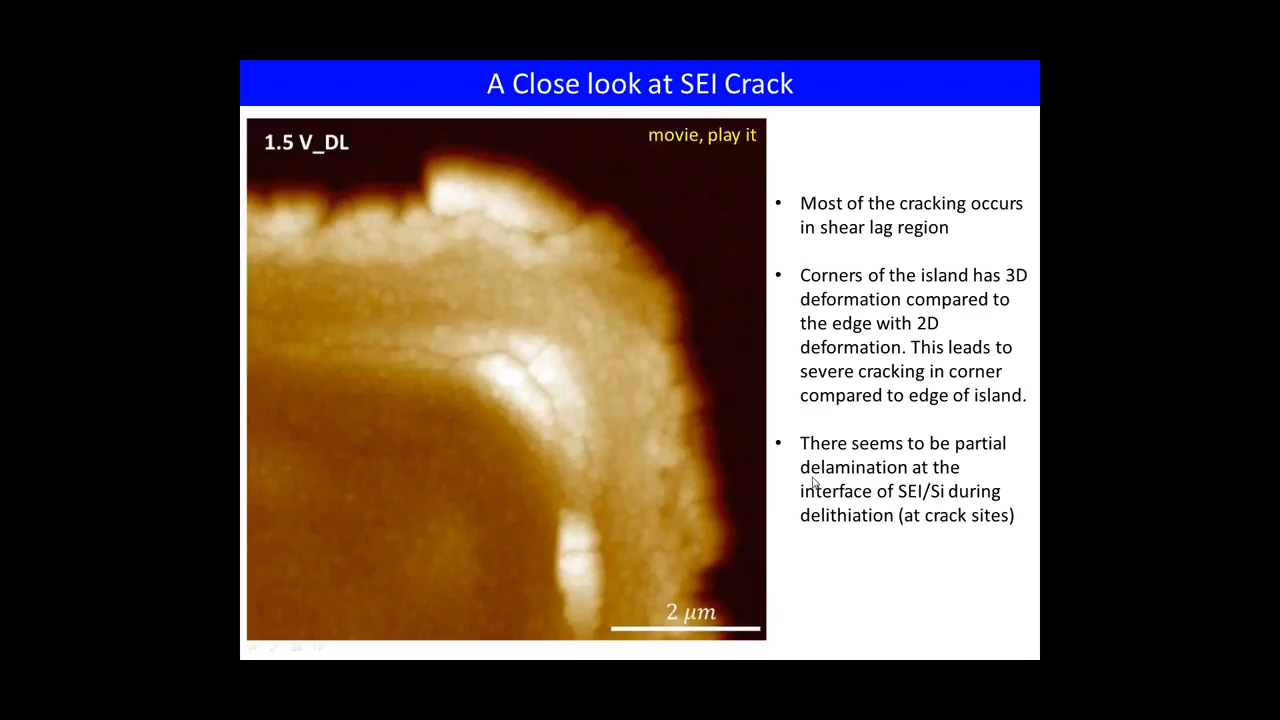 A Close look at SEI Crack
1.5 V_DL
movie, play it
2 μm
• Most of the cracking occurs
in shear lag region
• Corners of the island has 3D
deformation compared to
the edge with 2D
deformation. This leads to
severe cracking in corner
compared to edge of island.
• There seems to be partial
delamination at the
interface of SEI/Si during
delithiation (at crack sites)